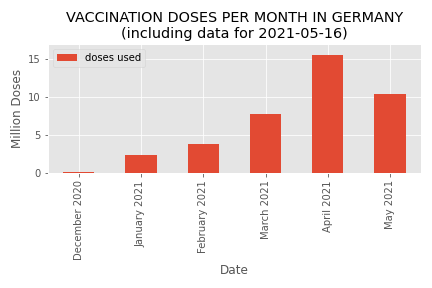 VACCINATION DOSES PER MONTH IN GERMANY
(including data for 2021-05-16)
doses used
Million Doses
15
10
5
0
December 2020
January 2021
February 2021
March 2021
April 2021
May 2021
Date